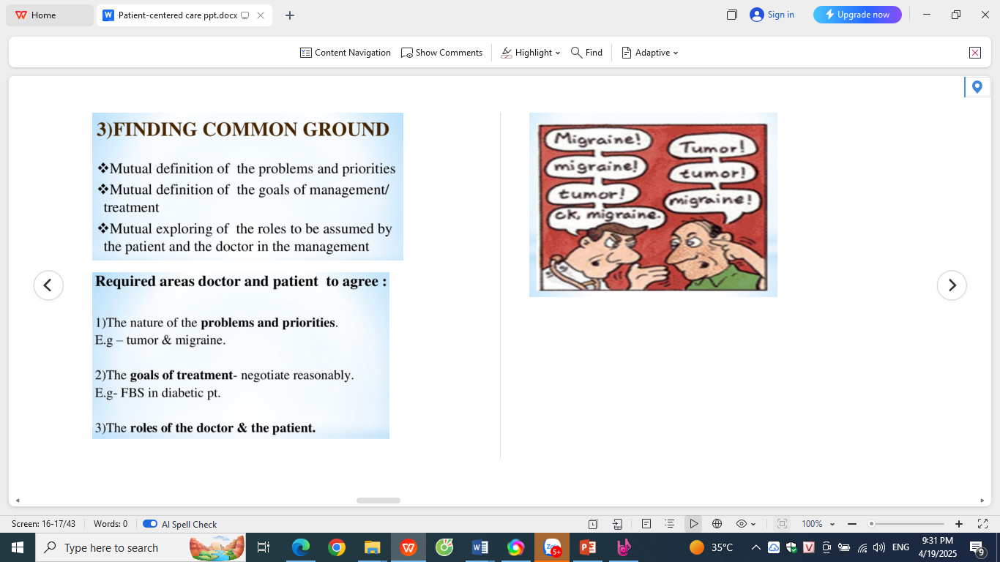 Home
Patient-centered care ppt.docx
Sign in
Upgrade now
Content Navigation
Show Comments
Highlight
Find
Adaptive
3)FINDING COMMON GROUND
❖Mutual definition of the problems and priorities
❖Mutual definition of the goals of management/
treatment
❖Mutual exploring of the roles to be assumed by
the patient and the doctor in the management
Required areas doctor and patient to agree :
1)The nature of the problems and priorities.
E.g – tumor & migraine.
2)The goals of treatment- negotiate reasonably.
E.g- FBS in diabetic pt.
3)The roles of the doctor & the patient.
Migraine!
migraine!
tumor!
ok, migraine.
Tumor!
tumor!
migraine!
Screen: 16-17/43
Words: 0
AI Spell Check
100%
Type here to search
5+
35°C
ENG
9:31 PM
4/19/2025
9